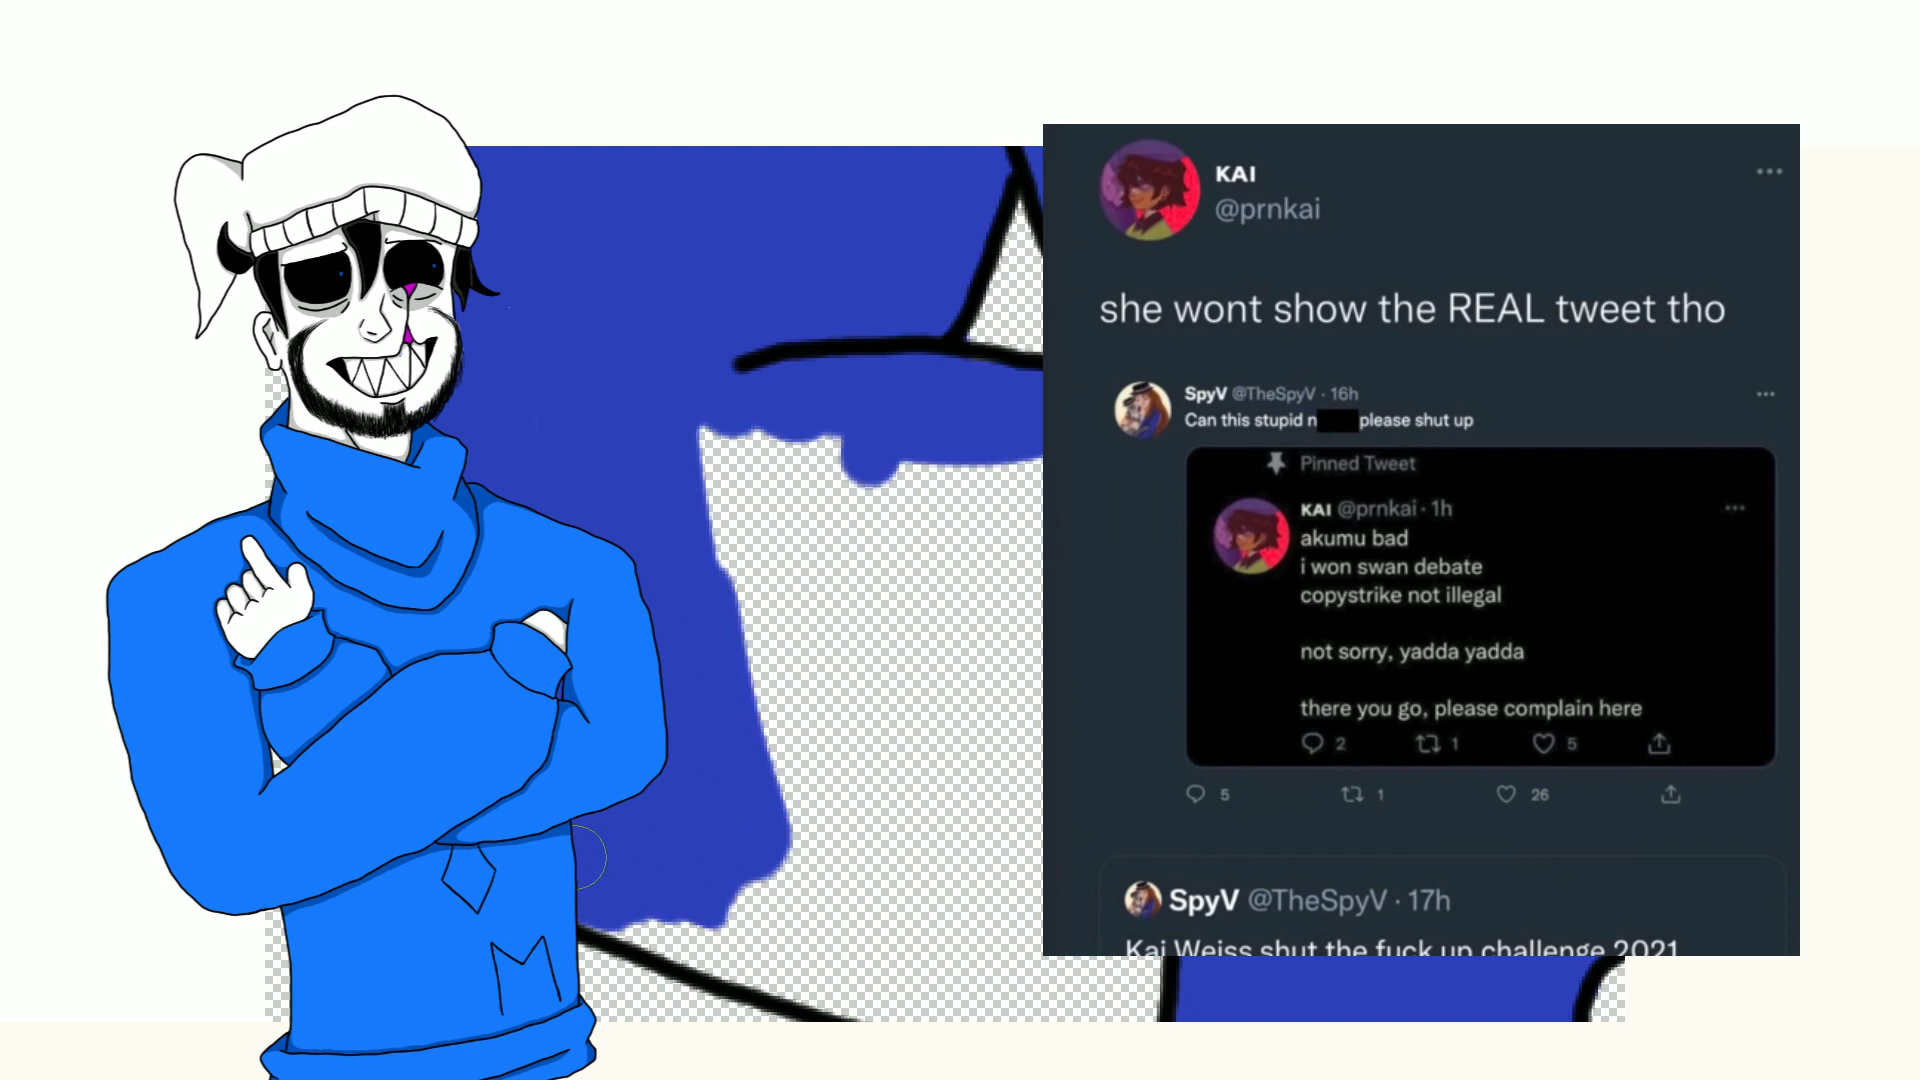 KAI
@prnkai
she wont show the REAL tweet tho
SpyV @TheSpyV · 16h
Can this stupid n please shut up
Pinned Tweet
KAI @prnkai · 1h
akumu bad
i won swan debate
copystrike not illegal
not sorry, yadda yadda
there you go, please complain here
2 1 5
5 1 26
SpyV @TheSpyV · 17h
Kai Weiss shut the fuck up challenge 2021
M